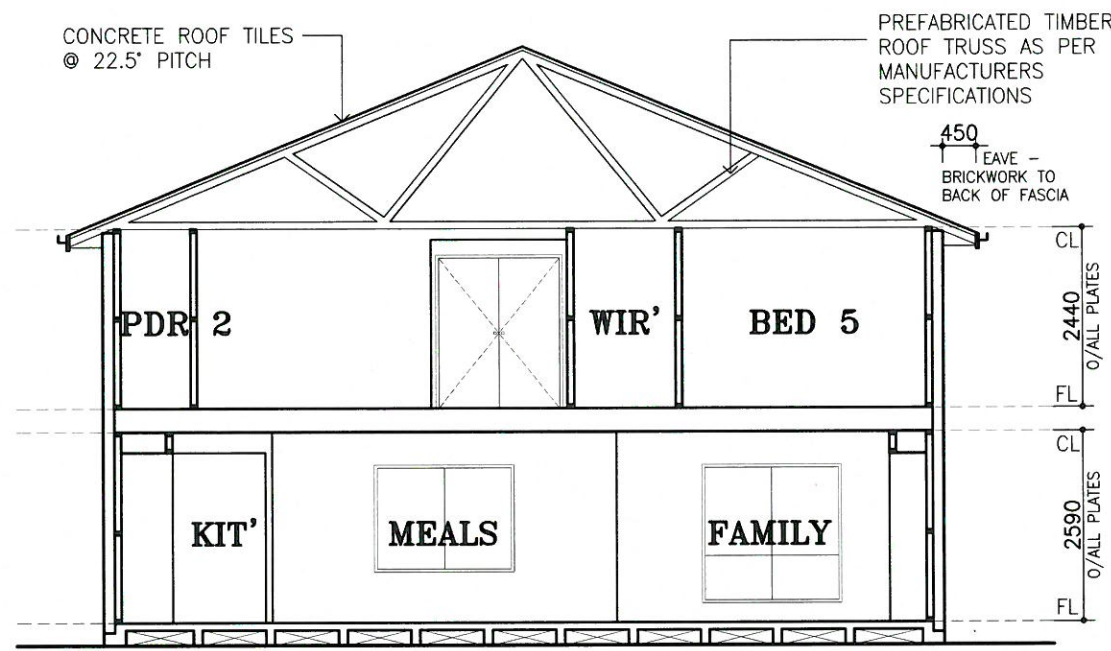 CONCRETE ROOF TILES
@ 22.5° PITCH
PREFABRICATED TIMBER
ROOF TRUSS AS PER
MANUFACTURERS
SPECIFICATIONS
450
EAVE -
BRICKWORK TO
BACK OF FASCIA
CL
2440
O/ALL PLATES
FL
PDR 2
WIR'
BED 5
CL
2590
O/ALL PLATES
FL
KIT'
MEALS
FAMILY